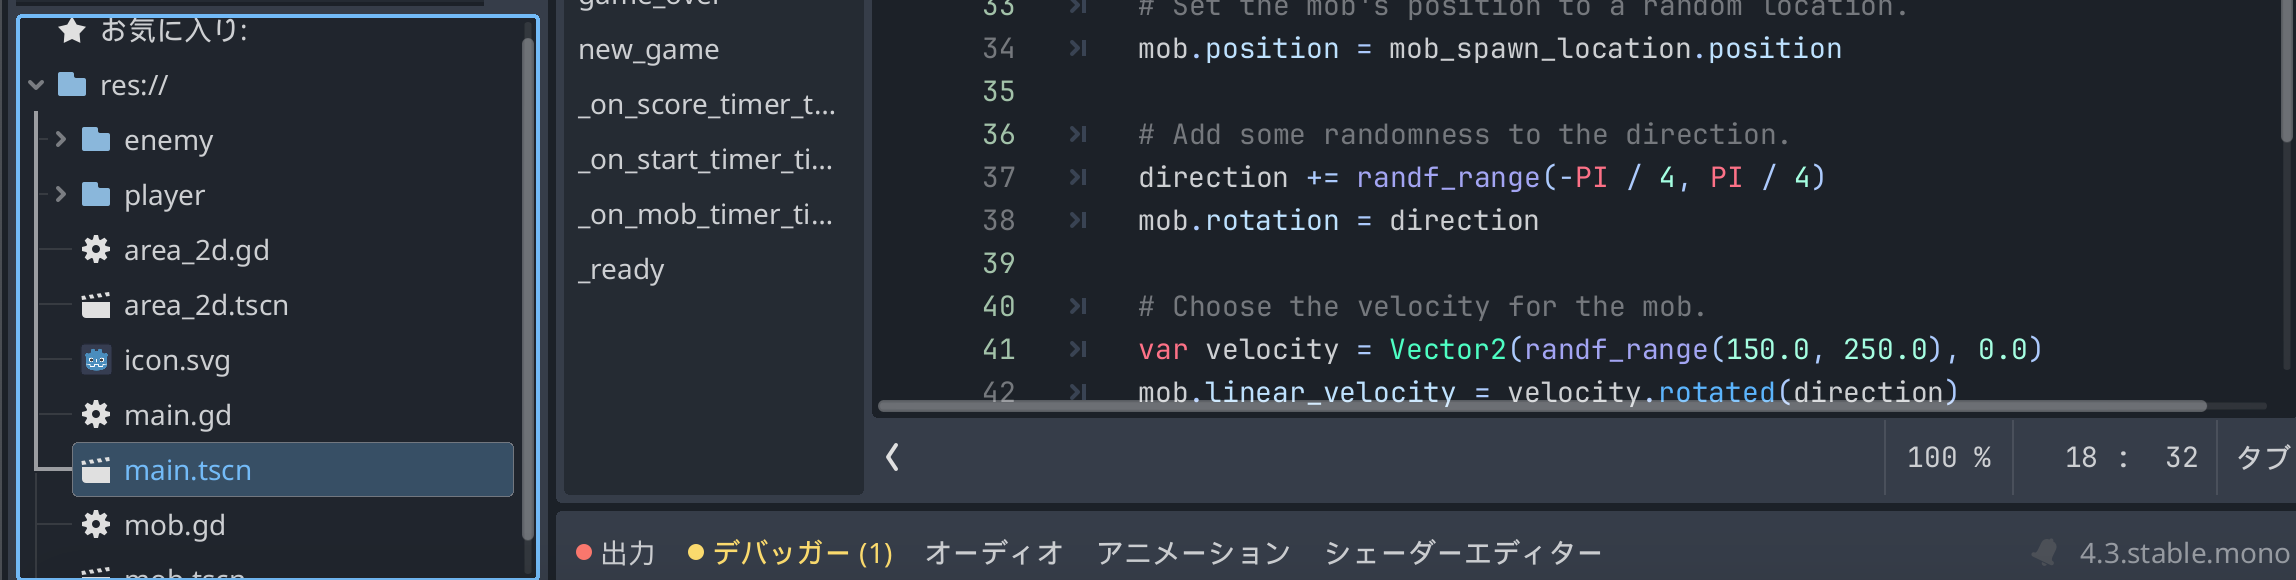 お気に入り:
res://
enemy
player
area_2d.gd
area_2d.tscn
icon.svg
main.gd
main.tscn
mob.gd
mob.tscn
game_over
new_game
_on_score_timer_t...
_on_start_timer_ti...
_on_mob_timer_ti...
_ready
33 # Set the mob's position to a random location.
34 mob.position = mob_spawn_location.position
35
36 # Add some randomness to the direction.
37 direction += randf_range(-PI / 4, PI / 4)
38 mob.rotation = direction
39
40 # Choose the velocity for the mob.
41 var velocity = Vector2(randf_range(150.0, 250.0), 0.0)
42 mob.linear_velocity = velocity.rotated(direction)
100 % 18 : 32 タブ
出力 デバッガー (1) オーディオ アニメーション シェーダーエディター 4.3.stable.mono